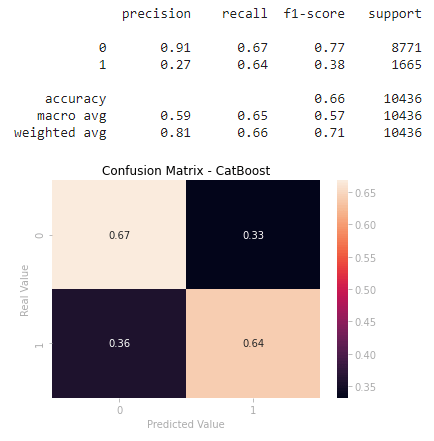 precision recall f1-score support
0 0.91 0.67 0.77 8771
1 0.27 0.64 0.38 1665
accuracy 0.66 10436
macro avg 0.59 0.65 0.57 10436
weighted avg 0.81 0.66 0.71 10436
Confusion Matrix - CatBoost
0.65
0.60
0.55
0.50
0.45
0.40
0.35
Real Value
0
1
0.67 0.33
0.36 0.64
0 1
Predicted Value